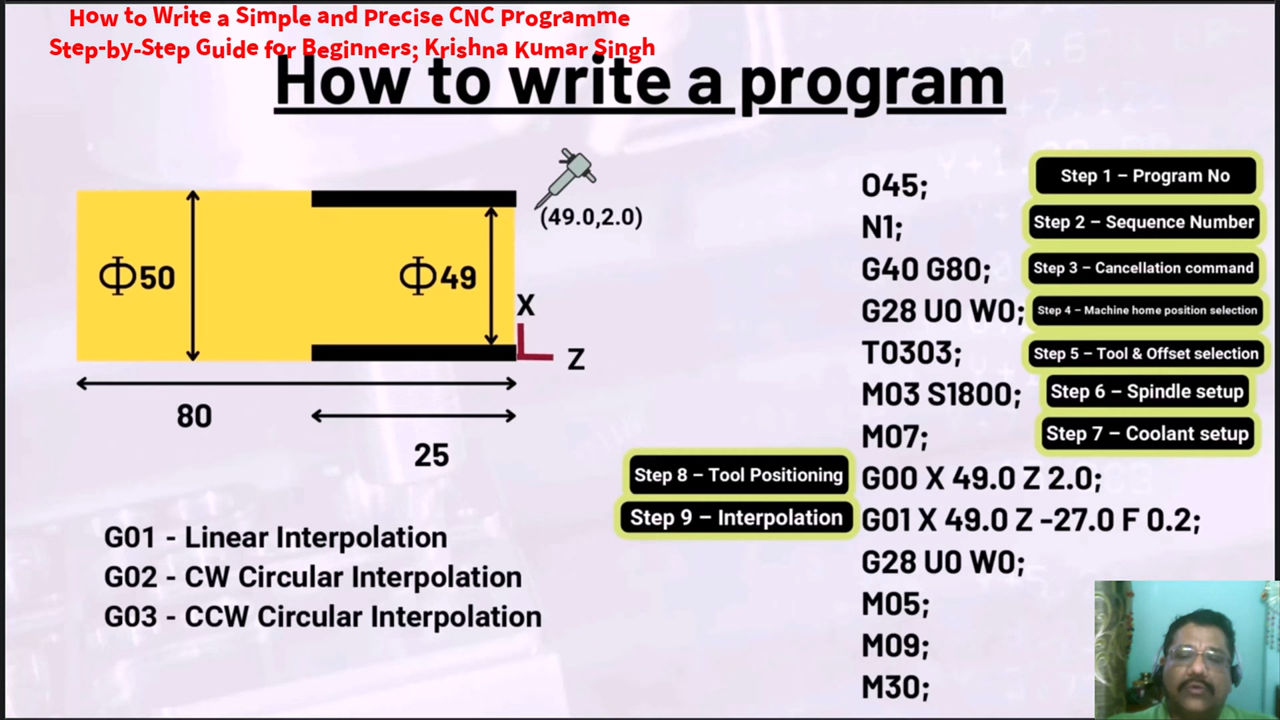 How to Write a Simple and Precise CNC Programme
Step-by-Step Guide for Beginners; Krishna Kumar Singh
How to write a program
(49.0,2.0)
Φ50
Φ49
X
Z
80
25
G01 - Linear Interpolation
G02 - CW Circular Interpolation
G03 - CCW Circular Interpolation
O45; Step 1 – Program No
N1; Step 2 – Sequence Number
G40 G80; Step 3 – Cancellation command
G28 U0 W0; Step 4 – Machine home position selection
T0303; Step 5 – Tool & Offset selection
M03 S1800; Step 6 – Spindle setup
M07; Step 7 – Coolant setup
Step 8 – Tool Positioning G00 X 49.0 Z 2.0;
Step 9 – Interpolation G01 X 49.0 Z -27.0 F 0.2;
G28 U0 W0;
M05;
M09;
M30;